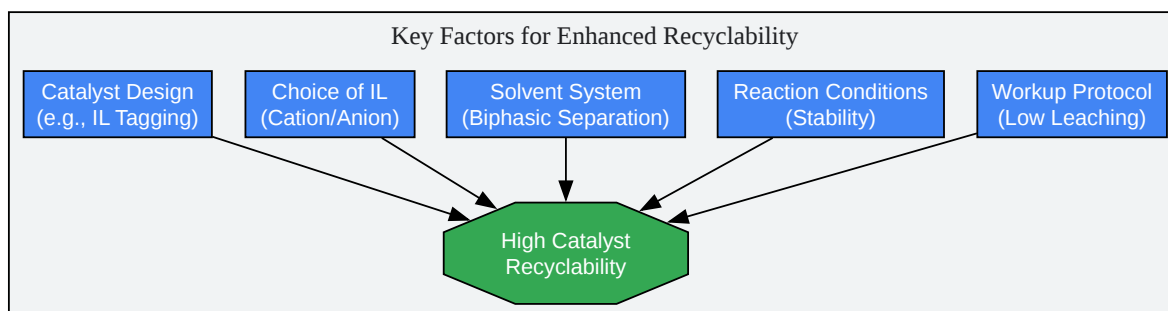 Key Factors for Enhanced Recyclability
Catalyst Design
(e.g., IL Tagging)
Choice of IL
(Cation/Anion)
Solvent System
(Biphasic Separation)
Reaction Conditions
(Stability)
Workup Protocol
(Low Leaching)
High Catalyst
Recyclability